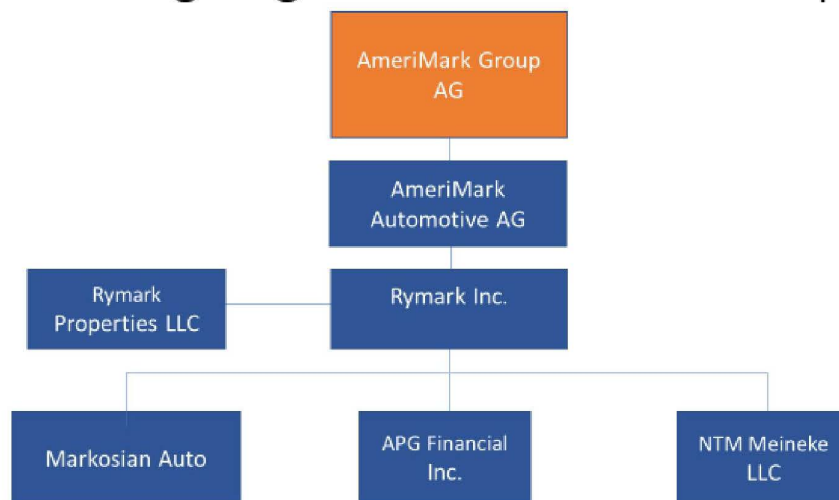 AmeriMark Group
AG
AmeriMark
Automotive AG
Rymark
Properties LLC
Rymark Inc.
Markosian Auto
APG Financial
Inc.
NTM Meineke
LLC